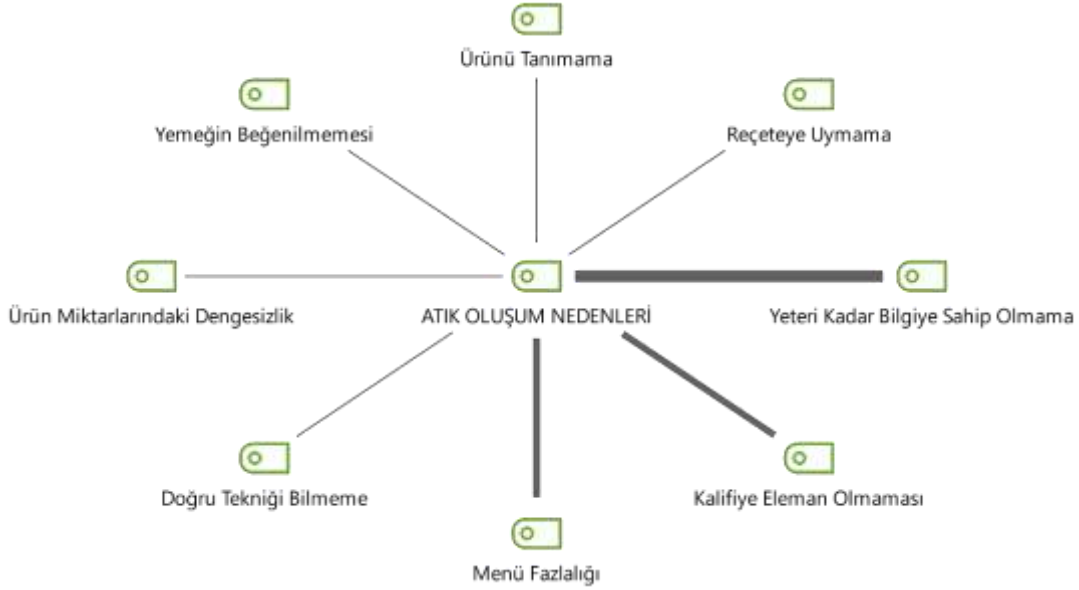 Ürünü Tanımama
Yemeğin Beğenilmemesi
Reçeteye Uymama
Ürün Miktarlarındaki Dengesizlik
ATIK OLUŞUM NEDENLERİ
Yeteri Kadar Bilgiye Sahip Olmama
Doğru Tekniği Bilmeme
Kalifiye Eleman Olmaması
Menü Fazlalığı